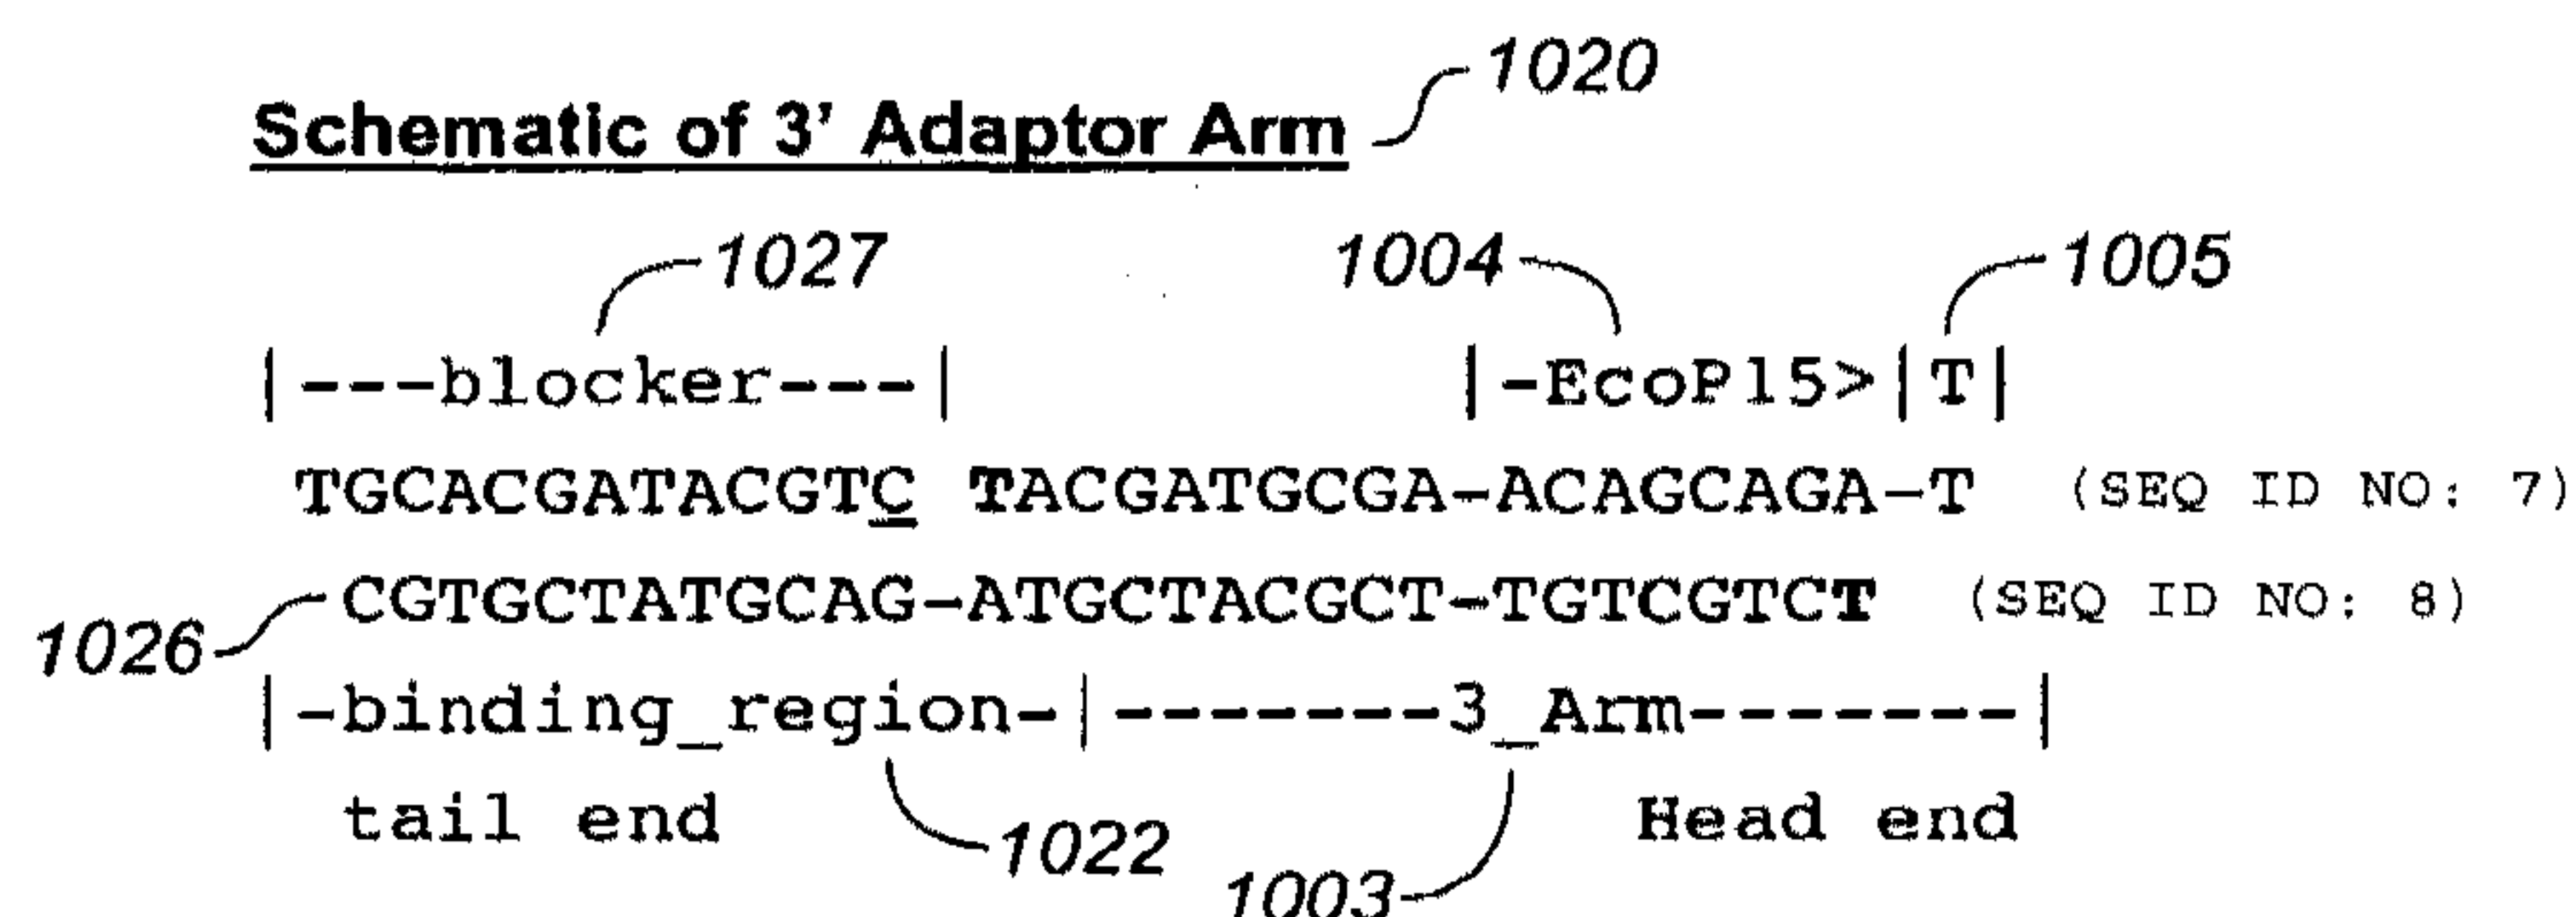 1020
Schematic of 3' Adaptor Arm
1027 1004 1005
|---blocker---| |-EcoP15>|T|
TGCACGATACGTC TACGATGCGA-ACAGCAGA-T (SEQ ID NO: 7)
CGTGCTATGCAG-ATGCTACGCT-TGTCGTCT (SEQ ID NO: 8)
1026
|-binding_region-|-------3_Arm-------|
tail end Head end
1022
1003